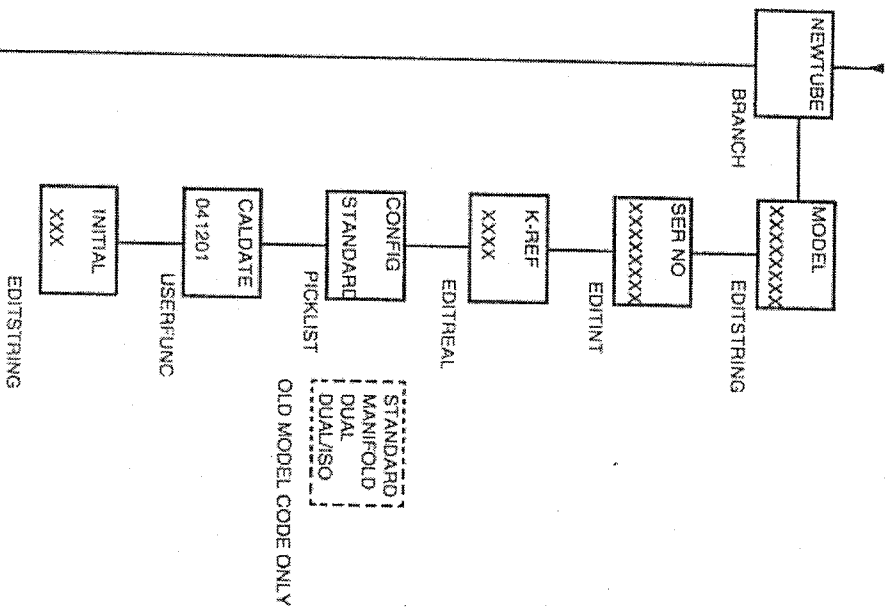 NEWTUBE
BRANCH
MODEL
XXXXXXXX
EDITSTRING
SER NO
XXXXXXXXX
EDITINT
K-REF
XXXX
EDITREAL
CONFIG
STANDARD
PICKLIST
STANDARD
MANIFOLD
DUAL
DUAL/ISO
OLD MODEL CODE ONLY
CALDATE
041201
USERFUNC
INITIAL
XXX
EDITSTRING